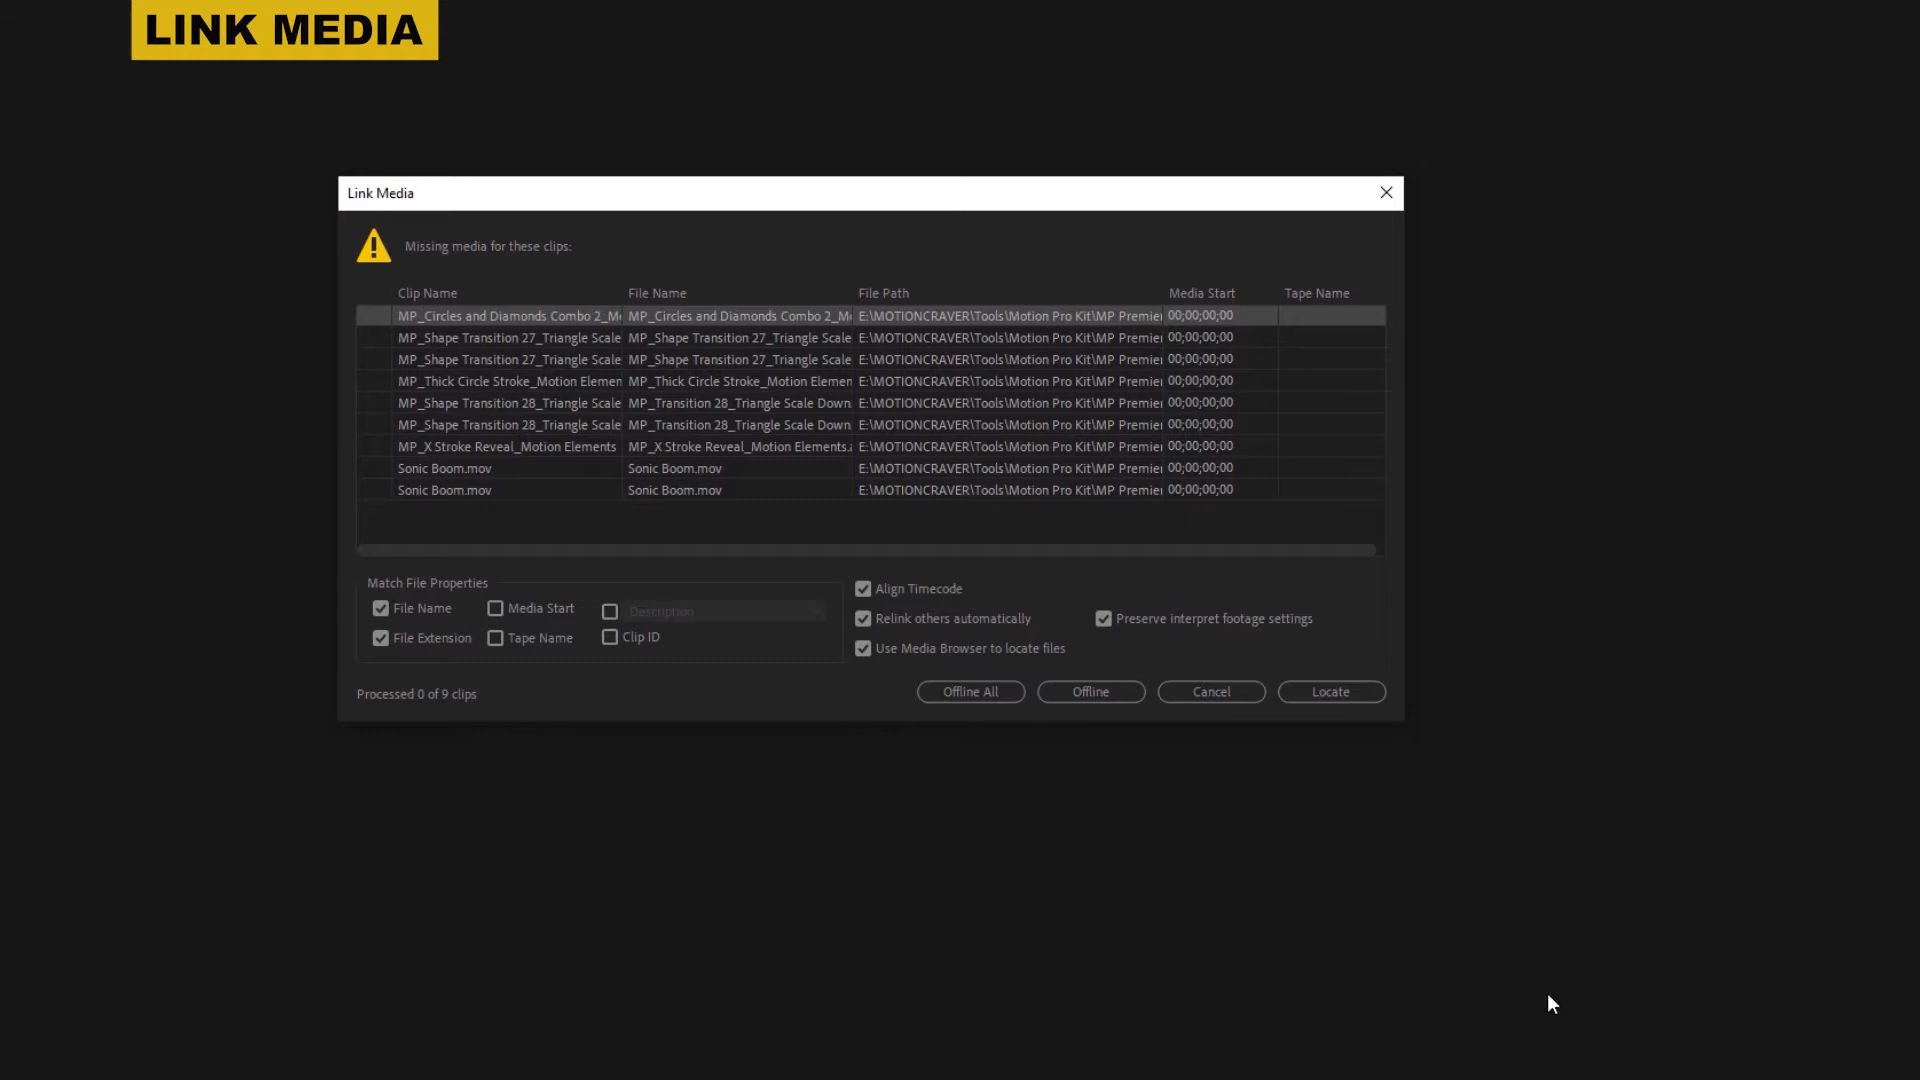 LINK MEDIA
Link Media
Missing media for these clips:
Clip Name File Name File Path Media Start Tape Name
MP_Circles and Diamonds Combo 2_M MP_Circles and Diamonds Combo 2_M E:\MOTIONCRAVER\Tools\Motion Pro Kit\MP Premier 00;00;00;00
MP_Shape Transition 27_Triangle Scale MP_Shape Transition 27_Triangle Scale E:\MOTIONCRAVER\Tools\Motion Pro Kit\MP Premier 00;00;00;00
MP_Shape Transition 27_Triangle Scale MP_Shape Transition 27_Triangle Scale E:\MOTIONCRAVER\Tools\Motion Pro Kit\MP Premier 00;00;00;00
MP_Thick Circle Stroke_Motion Elemen MP_Thick Circle Stroke_Motion Elemen E:\MOTIONCRAVER\Tools\Motion Pro Kit\MP Premier 00;00;00;00
MP_Shape Transition 28_Triangle Scale MP_Transition 28_Triangle Scale Down E:\MOTIONCRAVER\Tools\Motion Pro Kit\MP Premier 00;00;00;00
MP_Shape Transition 28_Triangle Scale MP_Transition 28_Triangle Scale Down E:\MOTIONCRAVER\Tools\Motion Pro Kit\MP Premier 00;00;00;00
MP_X Stroke Reveal_Motion Elements MP_X Stroke Reveal_Motion Elements. E:\MOTIONCRAVER\Tools\Motion Pro Kit\MP Premier 00;00;00;00
Sonic Boom.mov Sonic Boom.mov E:\MOTIONCRAVER\Tools\Motion Pro Kit\MP Premier 00;00;00;00
Sonic Boom.mov Sonic Boom.mov E:\MOTIONCRAVER\Tools\Motion Pro Kit\MP Premier 00;00;00;00
Match File Properties
File Name Media Start Description
File Extension Tape Name Clip ID
Align Timecode
Relink others automatically Preserve interpret footage settings
Use Media Browser to locate files
Processed 0 of 9 clips
Offline All Offline Cancel Locate